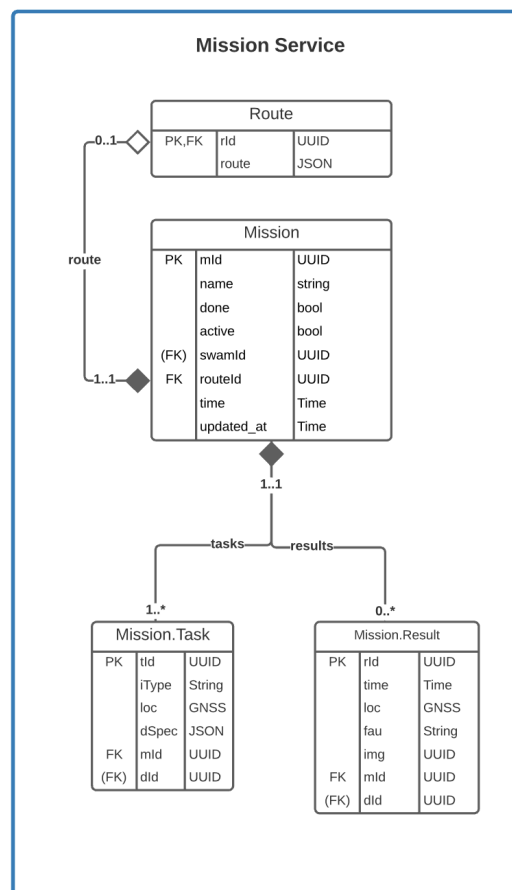 Mission Service
Route
PK,FK rId UUID
route JSON
0..1
route
1..1
Mission
PK mId UUID
name string
done bool
active bool
(FK) swamId UUID
FK routeId UUID
time Time
updated_at Time
1..1
tasks
results
1..*
0..*
Mission.Task
PK tId UUID
iType String
loc GNSS
dSpec JSON
FK mId UUID
(FK) dId UUID
Mission.Result
PK rId UUID
time Time
loc GNSS
fau String
img UUID
FK mId UUID
(FK) dId UUID